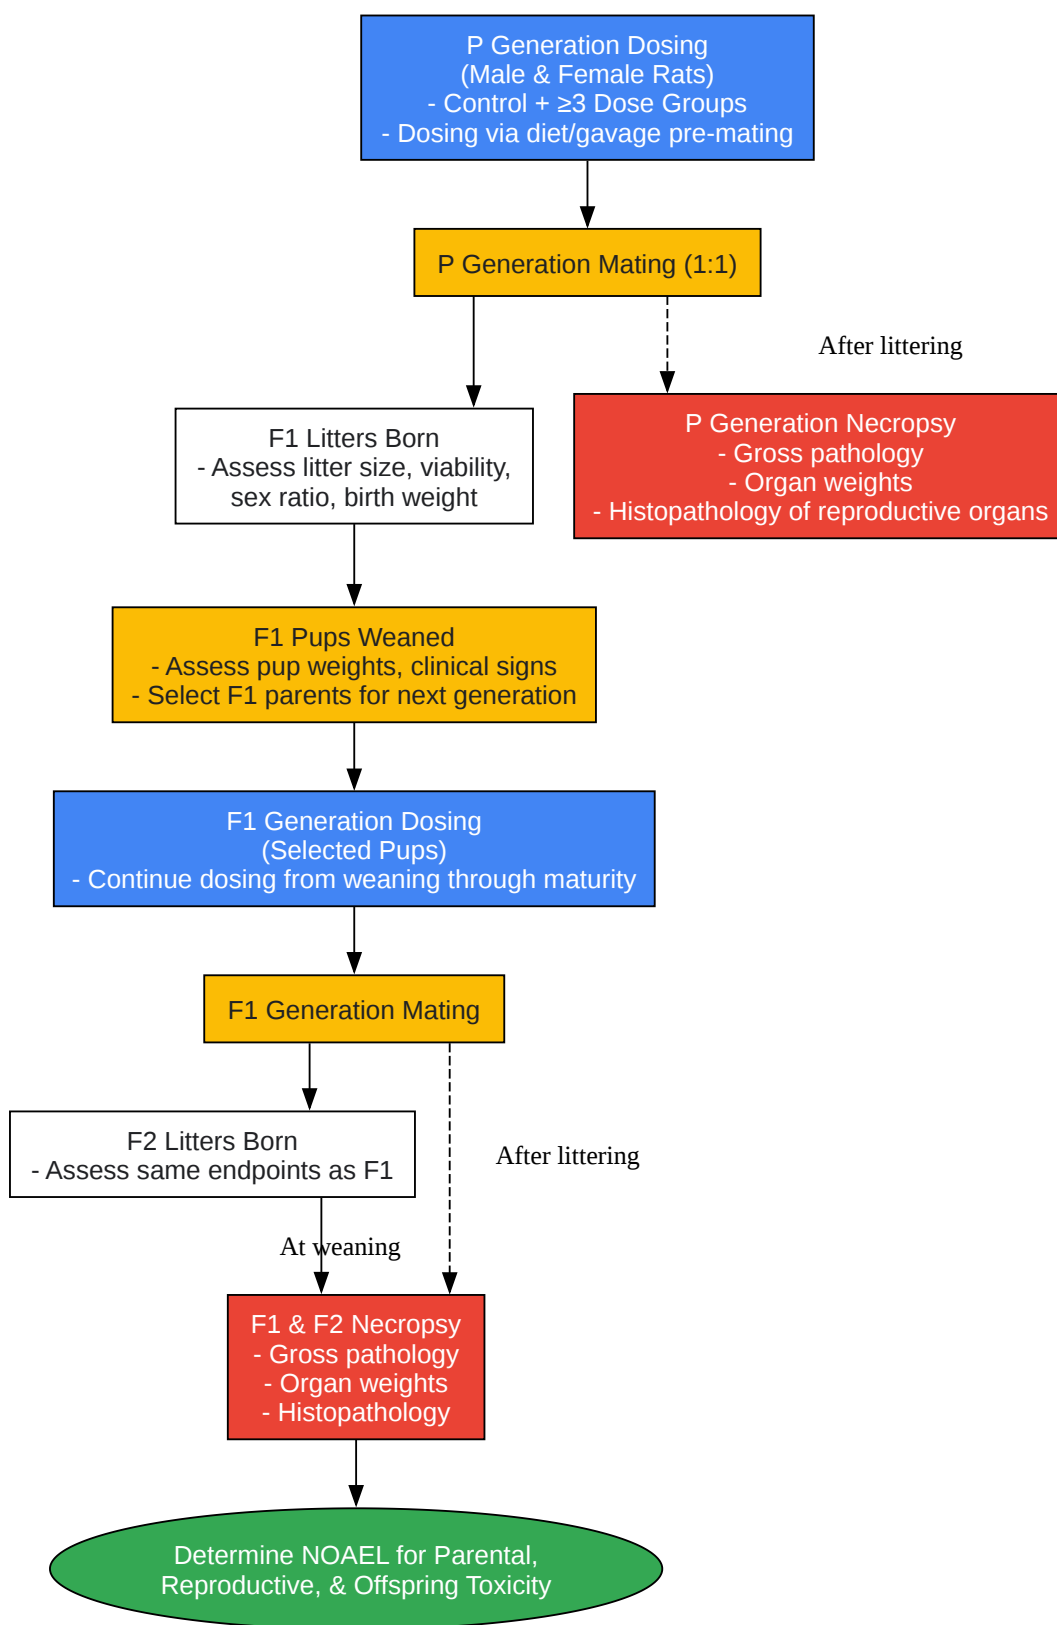 P Generation Dosing
(Male & Female Rats)
- Control + ≥3 Dose Groups
- Dosing via diet/gavage pre-mating
P Generation Mating (1:1)
After littering
P Generation Necropsy
- Gross pathology
- Organ weights
- Histopathology of reproductive organs
F1 Litters Born
- Assess litter size, viability,
sex ratio, birth weight
F1 Pups Weaned
- Assess pup weights, clinical signs
- Select F1 parents for next generation
F1 Generation Dosing
(Selected Pups)
- Continue dosing from weaning through maturity
F1 Generation Mating
F2 Litters Born
- Assess same endpoints as F1
After littering
At weaning
F1 & F2 Necropsy
- Gross pathology
- Organ weights
- Histopathology
Determine NOAEL for Parental,
Reproductive, & Offspring Toxicity